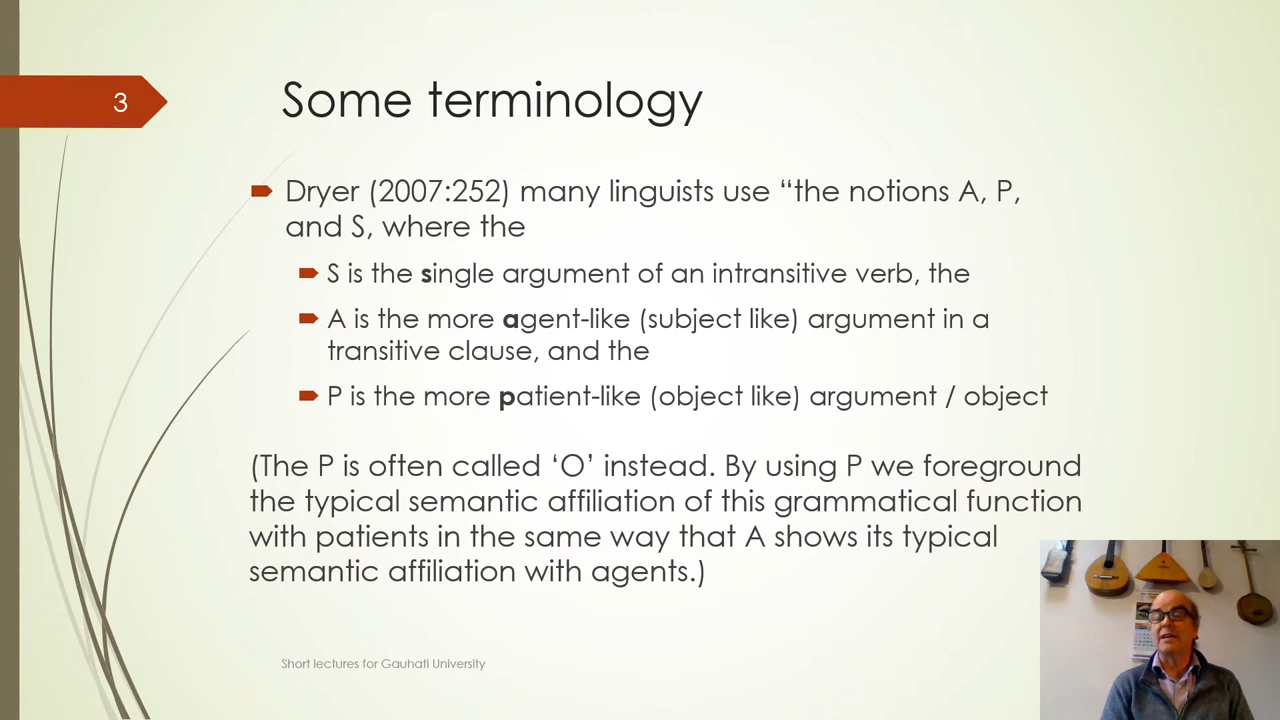 3
Some terminology
Dryer (2007:252) many linguists use “the notions A, P,
and S, where the
S is the single argument of an intransitive verb, the
A is the more agent-like (subject like) argument in a
transitive clause, and the
P is the more patient-like (object like) argument / object
(The P is often called ‘O’ instead. By using P we foreground
the typical semantic affiliation of this grammatical function
with patients in the same way that A shows its typical
semantic affiliation with agents.)
Short lectures for Gauhati University